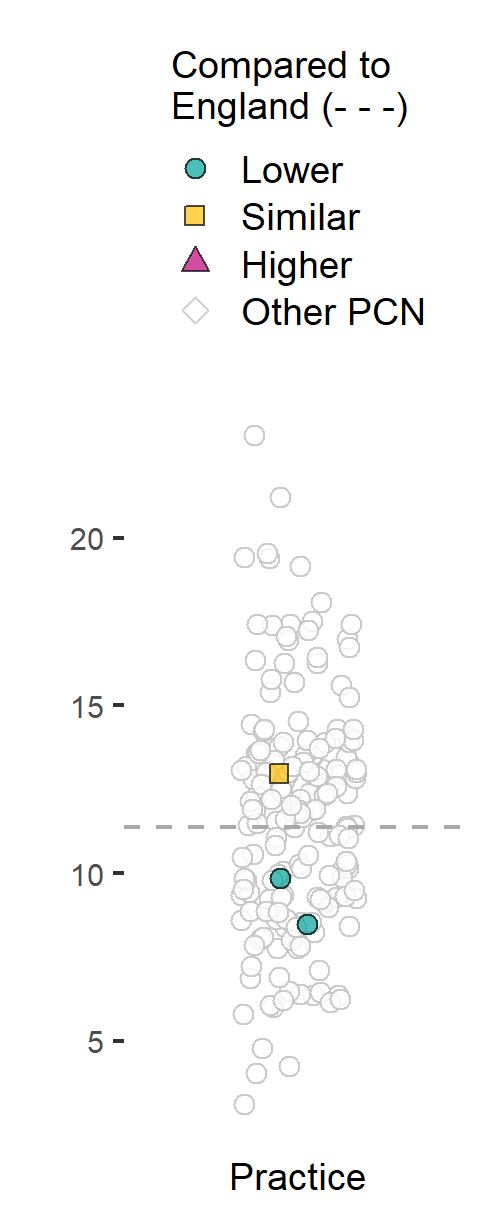 Compared to
England (- - -)
Lower
Similar
Higher
Other PCN
20
15
10
5
Practice